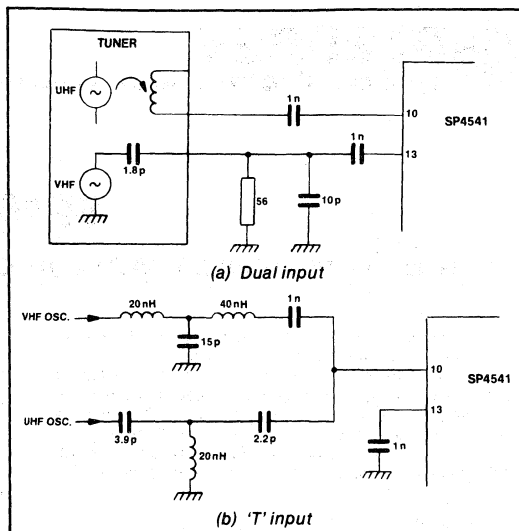 TUNER
UHF
1n
10
SP4541
1n
13
VHF
1.8p
56
10p
(a) Dual input
20nH
40nH
1n
VHF OSC.
15p
10
SP4541
13
UHF OSC.
3.9p
2.2p
1n
20nH
(b) 'T' input